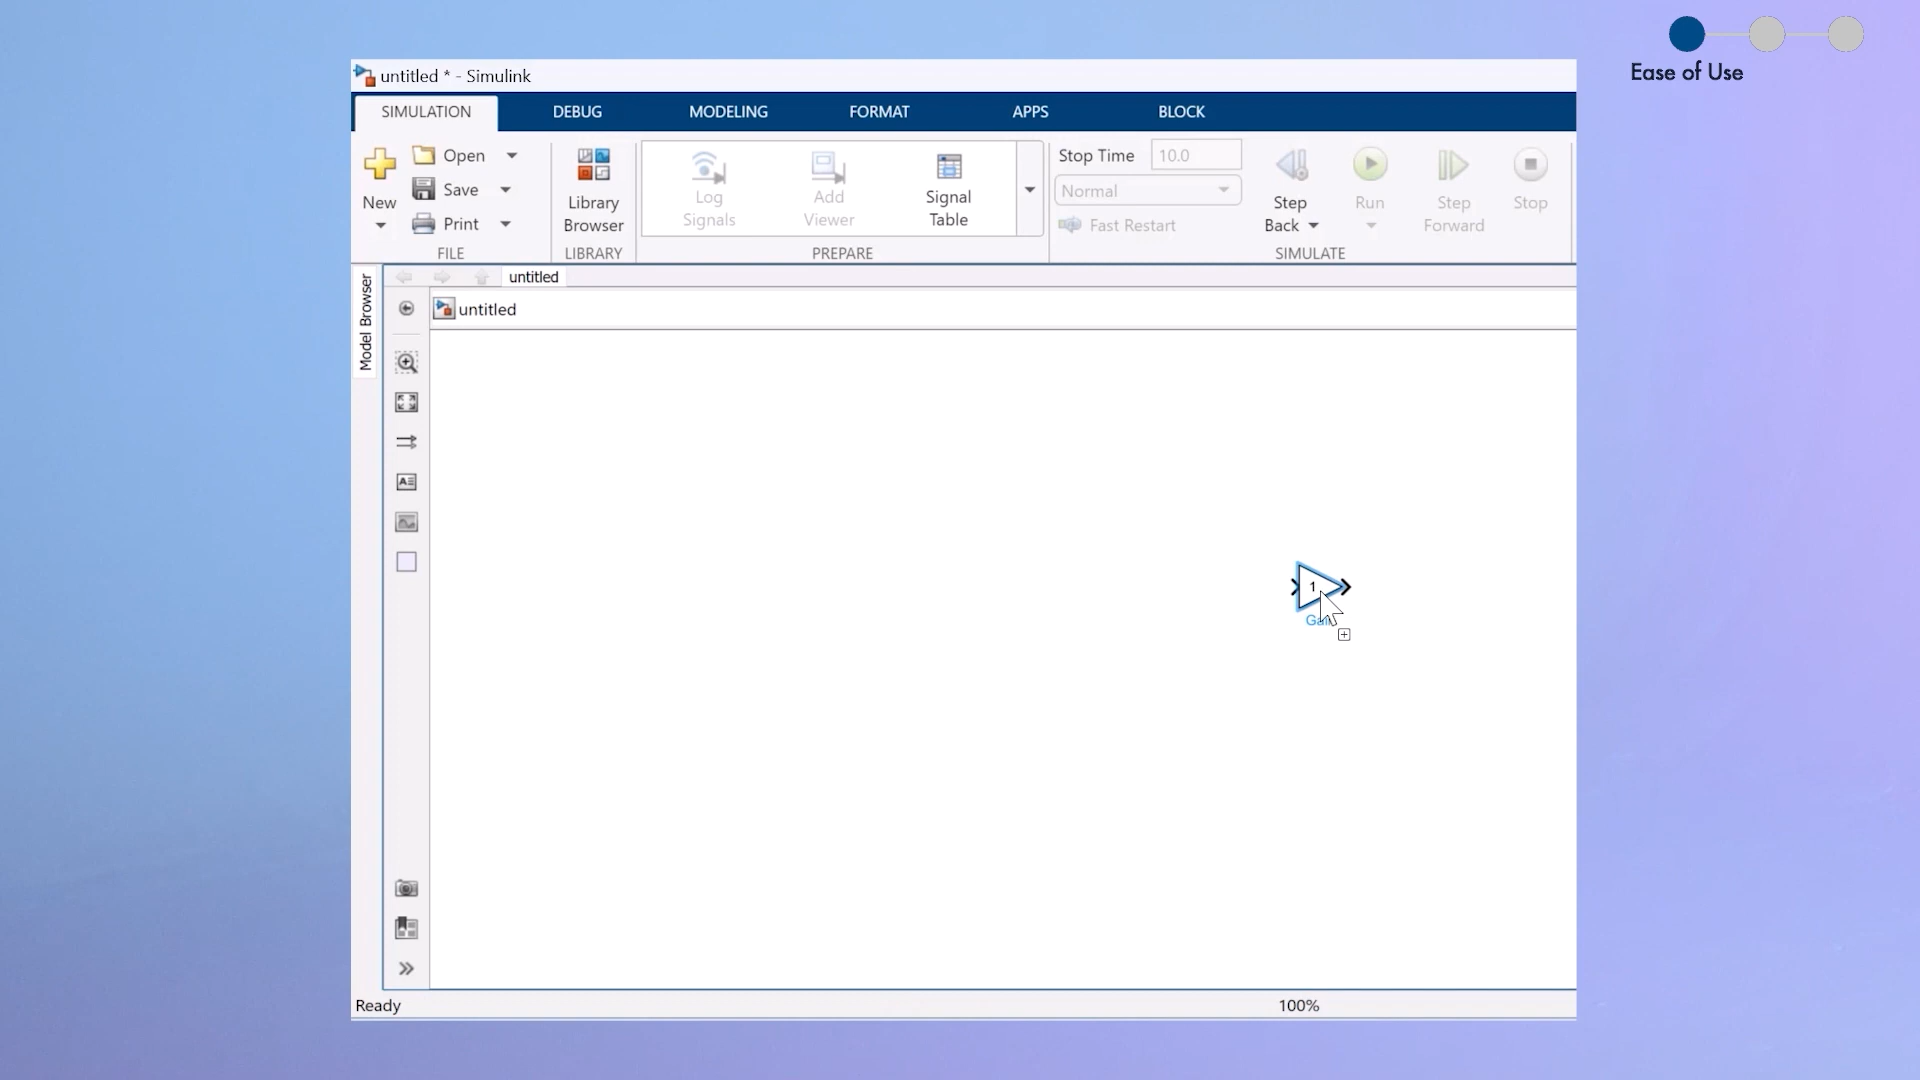 Ease of Use
untitled * - Simulink
SIMULATION DEBUG MODELING FORMAT APPS BLOCK
New
Open
Save
Print
FILE
Library
Browser
LIBRARY
Log
Signals
Add
Viewer
Signal
Table
PREPARE
Stop Time 10.0
Normal
Fast Restart
Step
Back
Run
Step
Forward
Stop
SIMULATE
Model Browser
untitled
untitled
1
Ready
100%